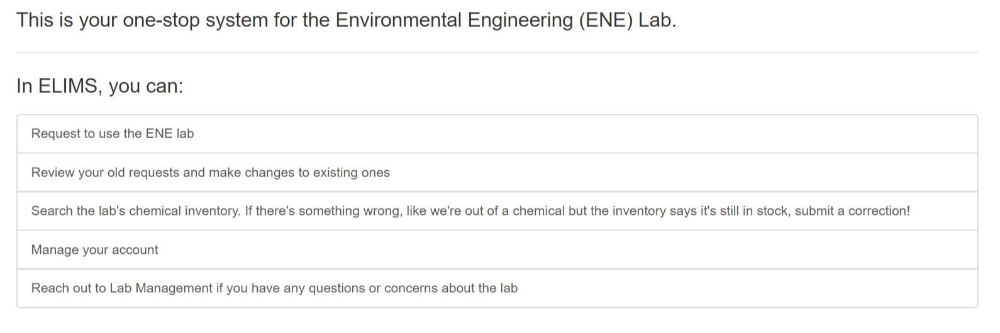 This is your one-stop system for the Environmental Engineering (ENE) Lab.
In ELIMS, you can:
Request to use the ENE lab
Review your old requests and make changes to existing ones
Search the lab's chemical inventory. If there's something wrong, like we're out of a chemical but the inventory says it's still in stock, submit a correction!
Manage your account
Reach out to Lab Management if you have any questions or concerns about the lab